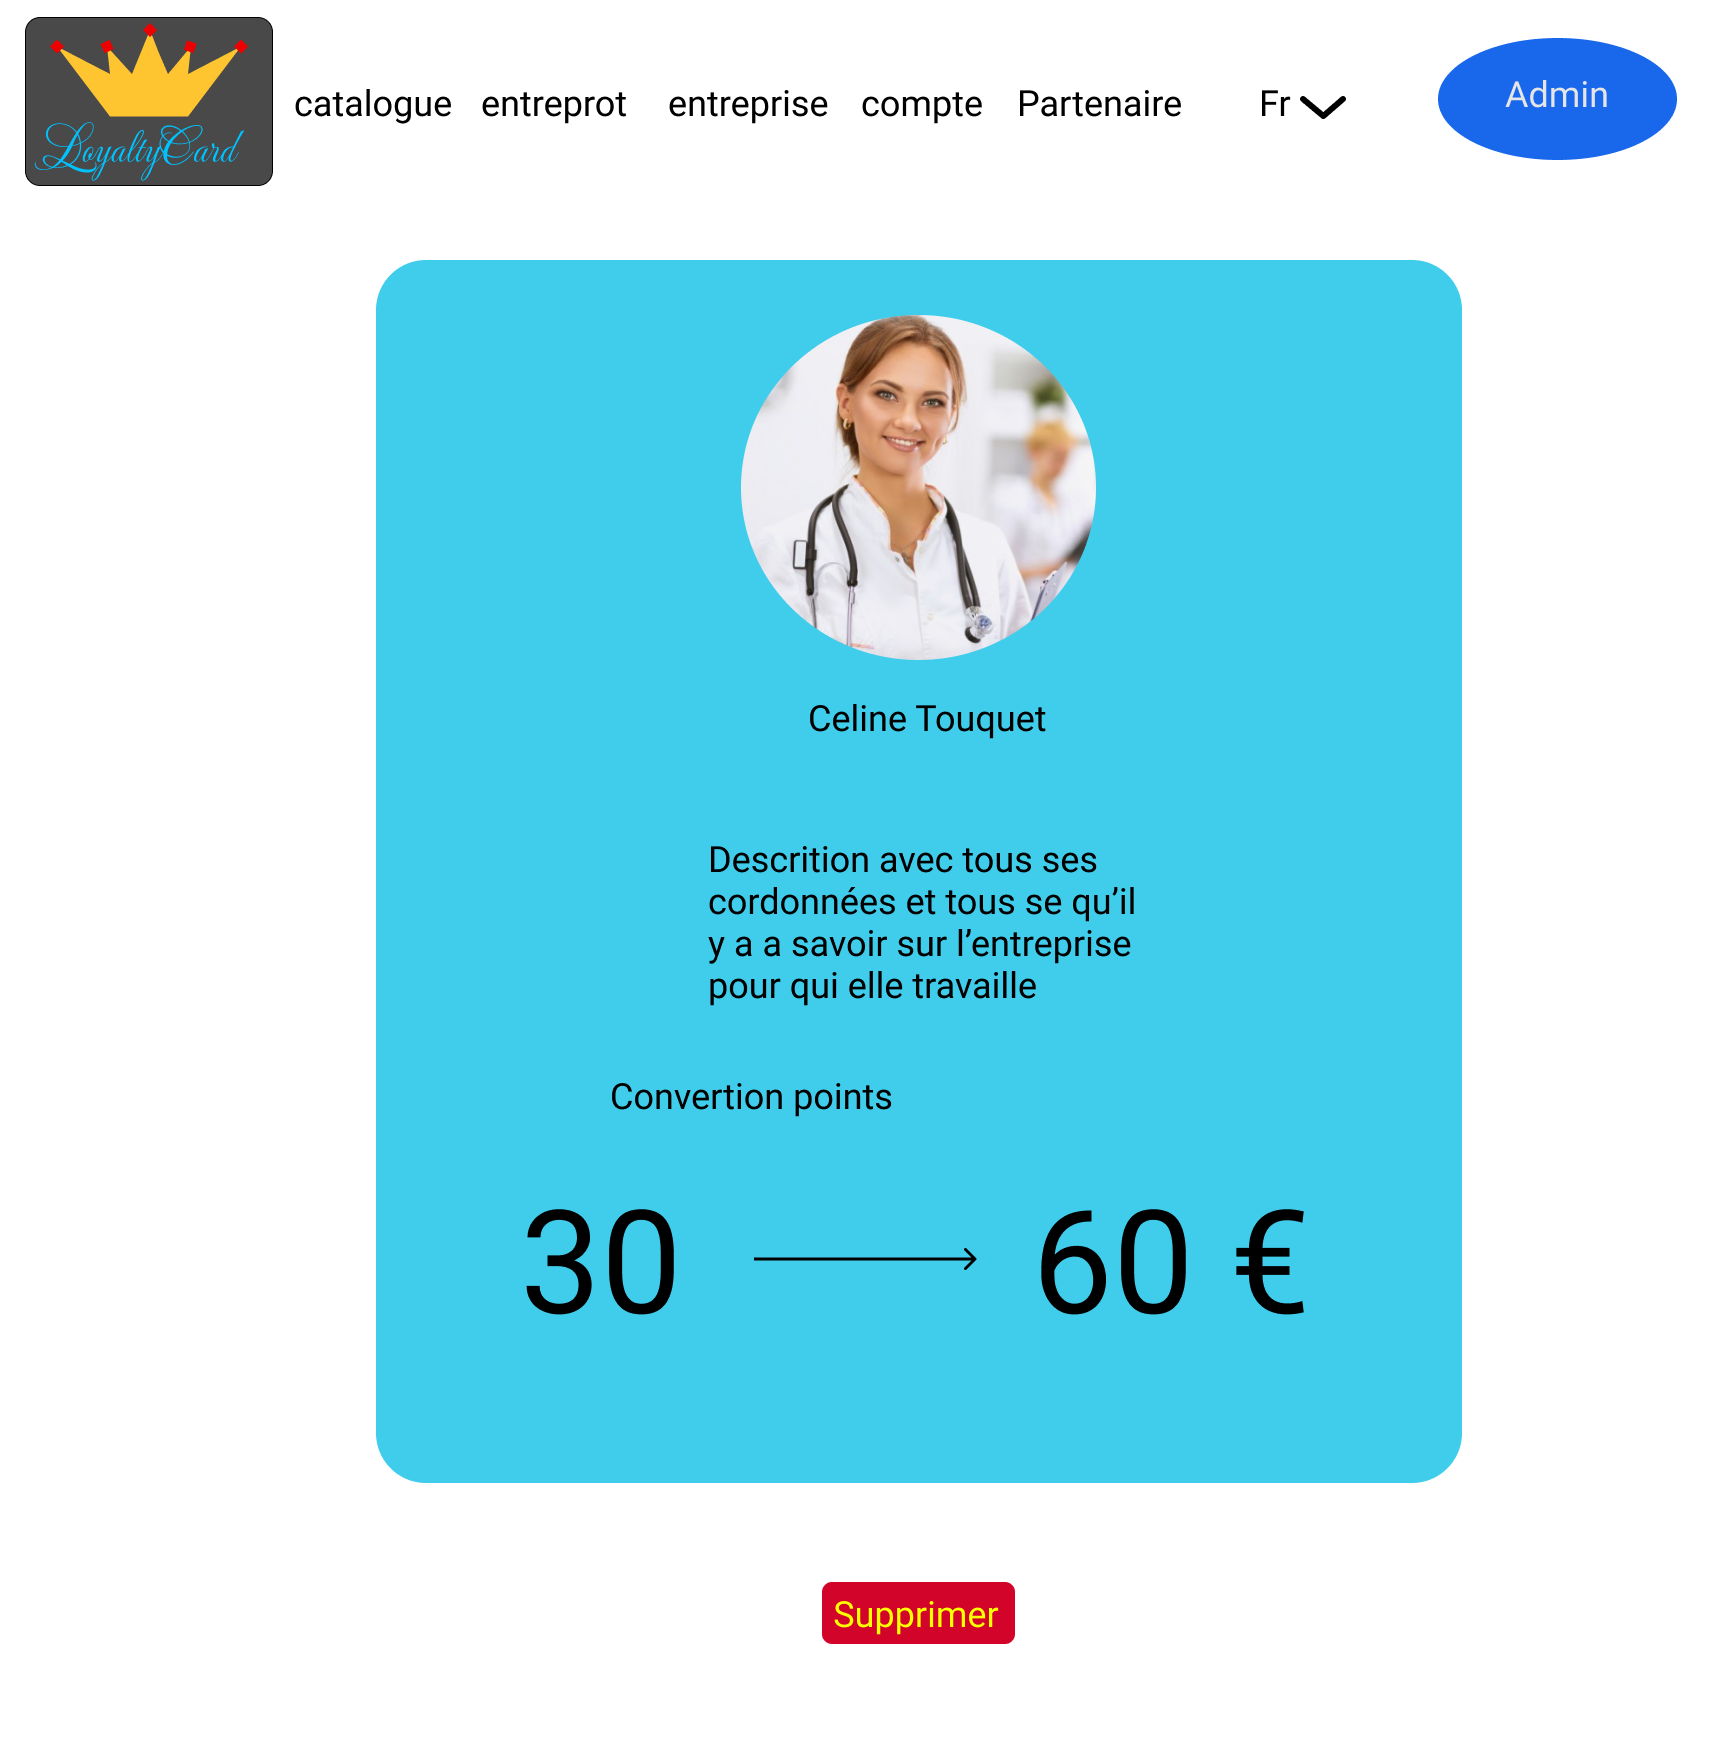 LoyaltyCard
catalogue entreprot entreprise compte Partenaire Fr Admin
Celine Touquet
Descrition avec tous ses
cordonnées et tous se qu’il
y a a savoir sur l’entreprise
pour qui elle travaille
Convertion points
30 60 €
Supprimer